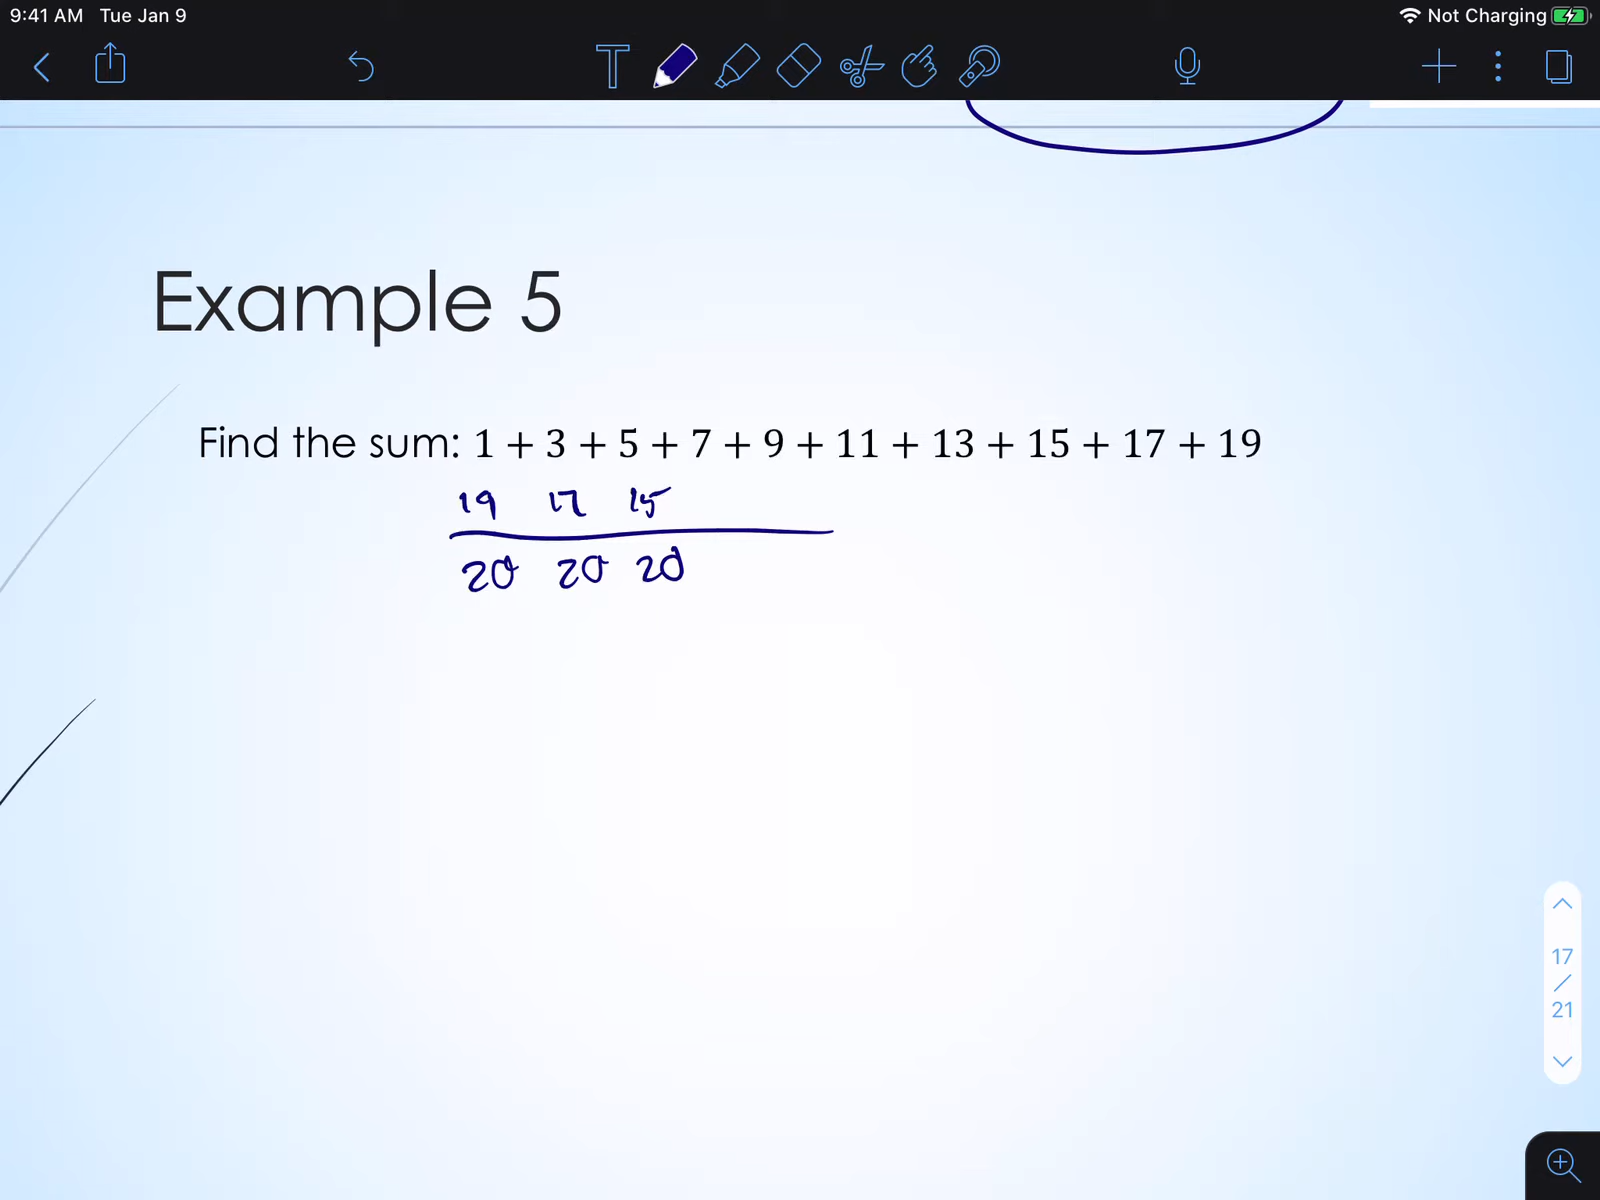 9:41 AM Tue Jan 9
Not Charging
Example 5
Find the sum: 1 + 3 + 5 + 7 + 9 + 11 + 13 + 15 + 17 + 19
19 17 15
20 20 20
17
/
21